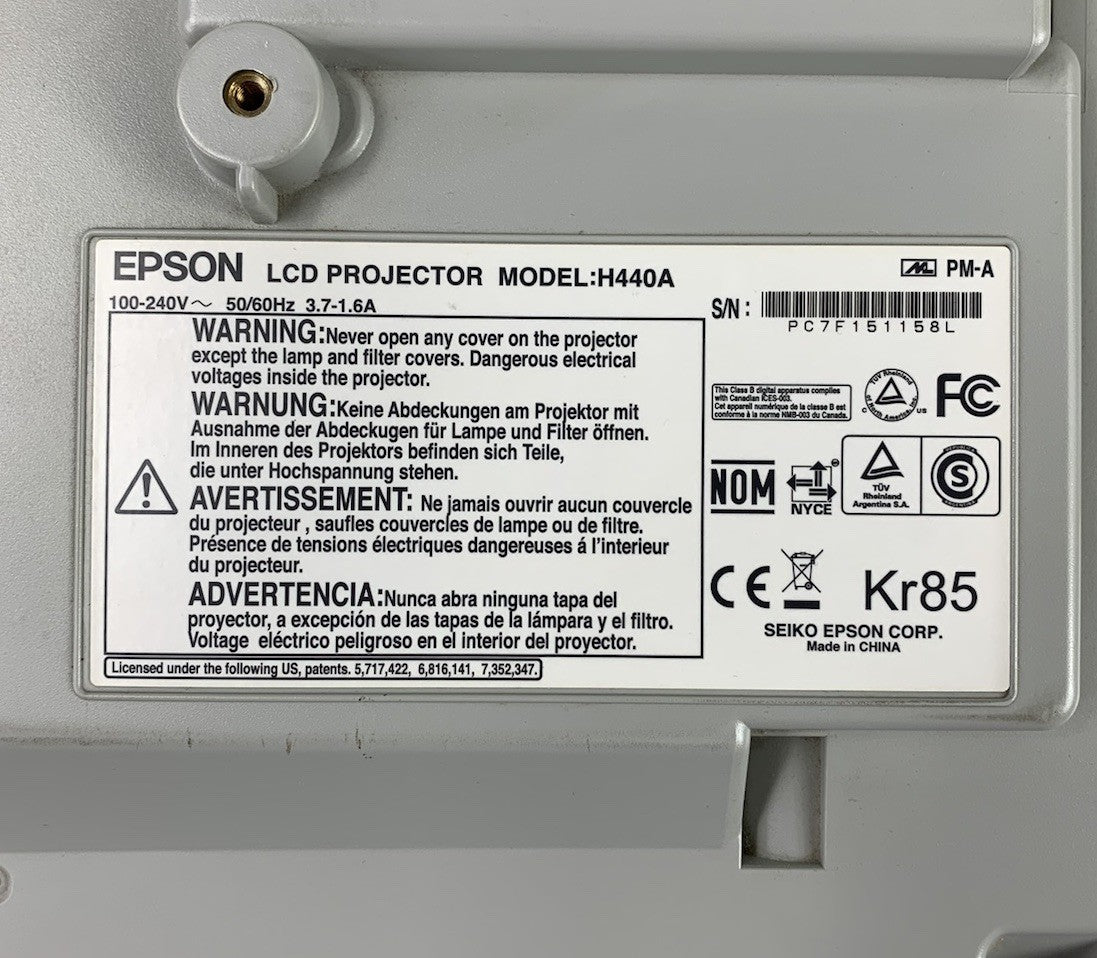 EPSON LCD PROJECTOR MODEL:H440A
100-240V～ 50/60Hz 3.7-1.6A
WARNING:Never open any cover on the projector
except the lamp and filter covers. Dangerous electrical
voltages inside the projector.
WARNUNG:Keine Abdeckungen am Projektor mit
Ausnahme der Abdeckugen für Lampe und Filter öffnen.
Im Inneren des Projektors befinden sich Teile,
die unter Hochspannung stehen.
AVERTISSEMENT: Ne jamais ouvrir aucun couvercle
du projecteur , saufles couvercles de lampe ou de filtre.
Présence de tensions électriques dangereuses á l'interieur
du projecteur.
ADVERTENCIA:Nunca abra ninguna tapa del
proyector, a excepción de las tapas de la lámpara y el filtro.
Voltage eléctrico peligroso en el interior del proyector.
Licensed under the following US, patents. 5,717,422, 6,816,141, 7,352,347.
ML PM-A
S/N :
PC7F151158L
This Class B digital apparatus complies
with Canadian ICES-003.
Cet appareil numérique de la classe B est
conforme à la norme NMB-003 du Canada.
TÜV Rheinland
of North America, Inc.
C US
FC
NOM
NYCE
TÜV
Rheinland
Argentina S.A.
S
CE
Kr85
SEIKO EPSON CORP.
Made in CHINA